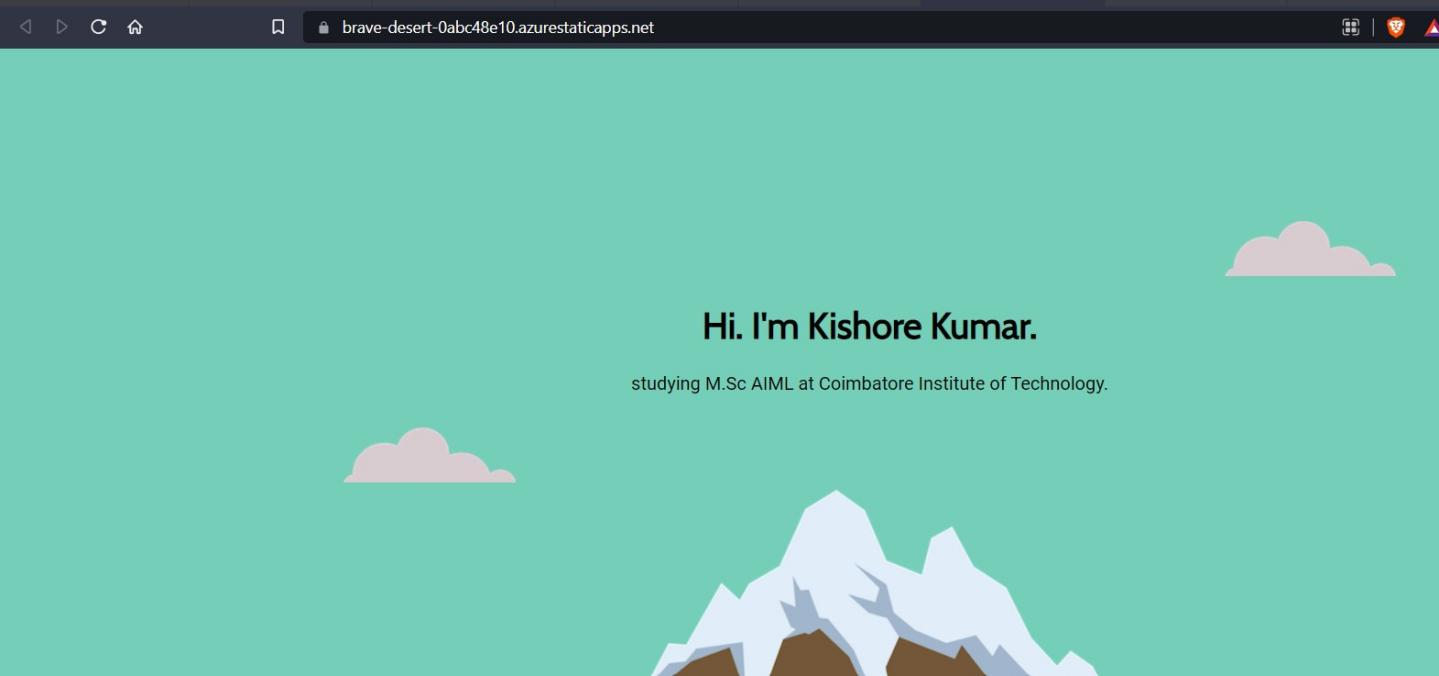 brave-desert-0abc48e10.azurestaticapps.net
Hi. I'm Kishore Kumar.
studying M.Sc AIML at Coimbatore Institute of Technology.